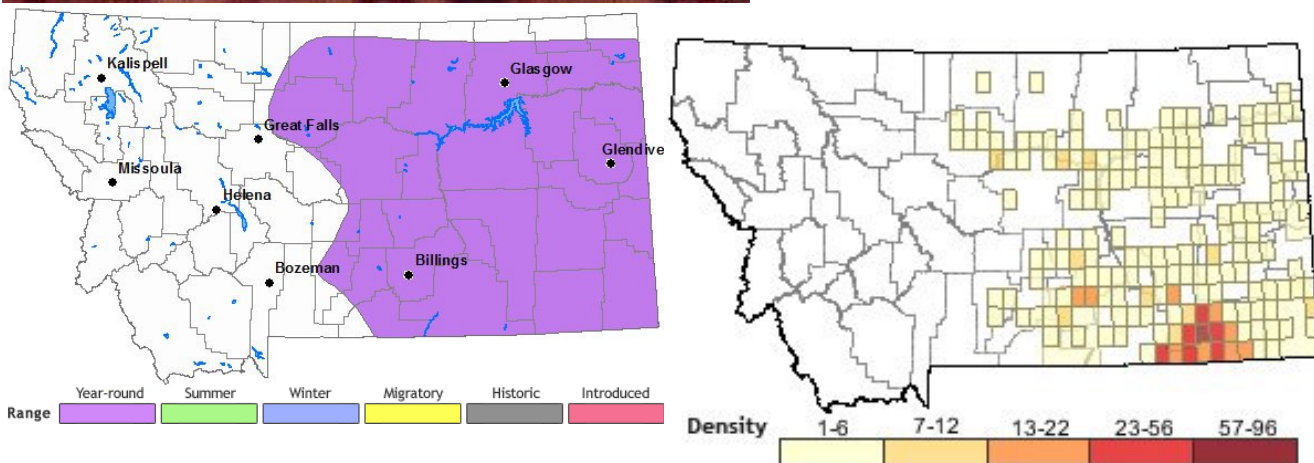 Kalispell
Glasgow
Great Falls
Glendive
Missoula
Helena
Bozeman
Billings
Year-round Summer Winter Migratory Historic Introduced
Range
Density 1-6 7-12 13-22 23-56 57-96